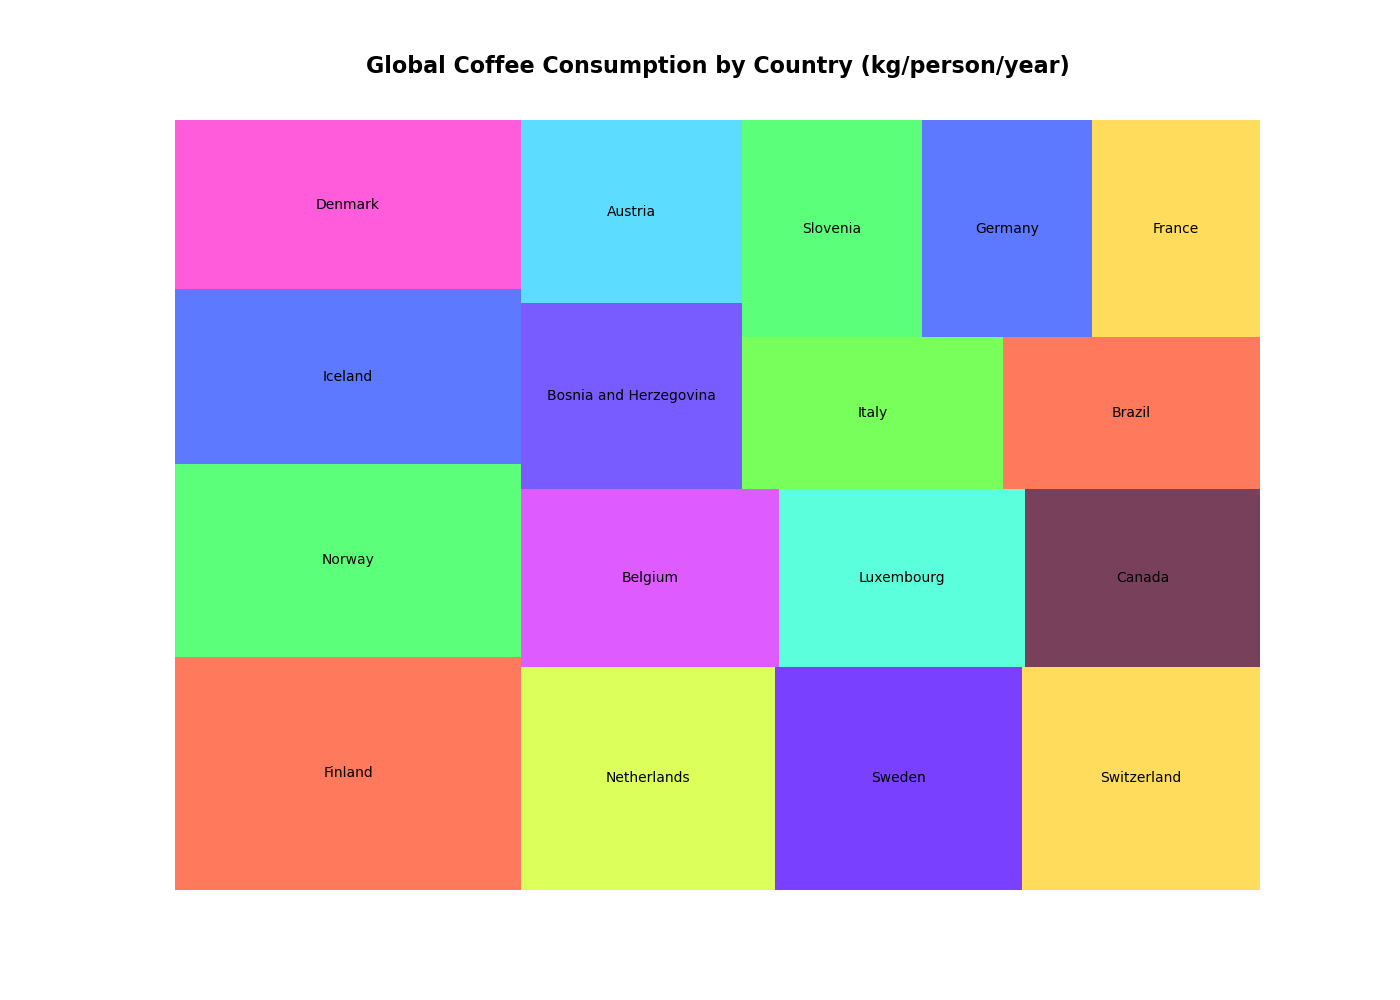 Global Coffee Consumption by Country (kg/person/year)
Denmark
Austria
Slovenia
Germany
France
Iceland
Bosnia and Herzegovina
Italy
Brazil
Norway
Belgium
Luxembourg
Canada
Finland
Netherlands
Sweden
Switzerland